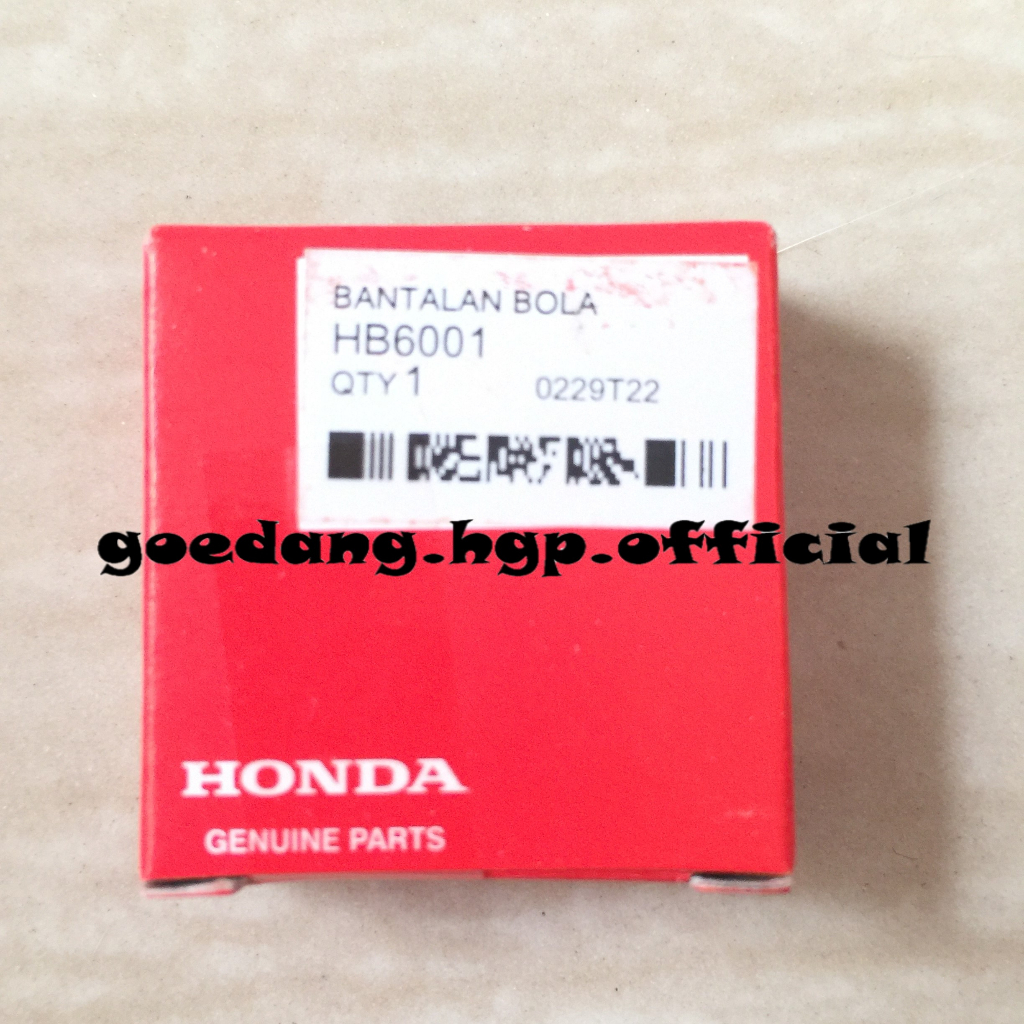 BANTALAN BOLA
HB6001
QTY 1 0229T22
goedang.hgp.official
HONDA
GENUINE PARTS